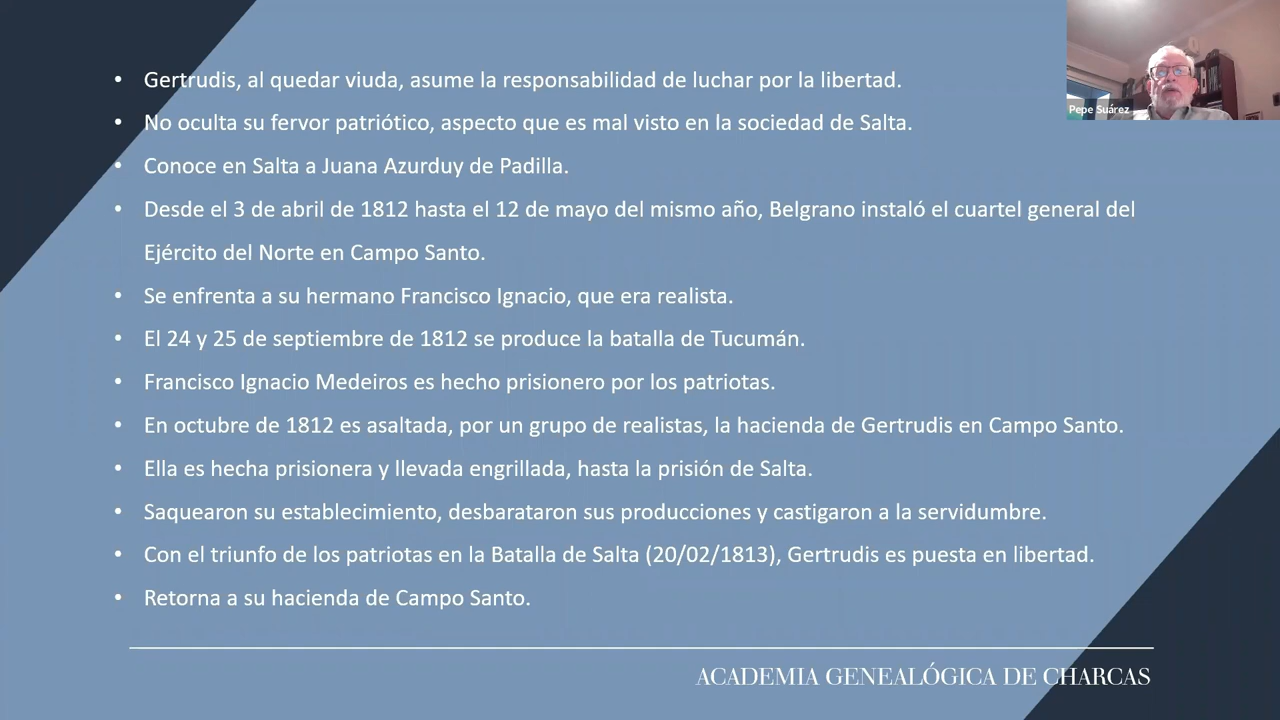 • Gertrudis, al quedar viuda, asume la responsabilidad de luchar por la libertad.
• No oculta su fervor patriótico, aspecto que es mal visto en la sociedad de Salta.
• Conoce en Salta a Juana Azurduy de Padilla.
• Desde el 3 de abril de 1812 hasta el 12 de mayo del mismo año, Belgrano instaló el cuartel general del
Ejército del Norte en Campo Santo.
• Se enfrenta a su hermano Francisco Ignacio, que era realista.
• El 24 y 25 de septiembre de 1812 se produce la batalla de Tucumán.
• Francisco Ignacio Medeiros es hecho prisionero por los patriotas.
• En octubre de 1812 es asaltada, por un grupo de realistas, la hacienda de Gertrudis en Campo Santo.
• Ella es hecha prisionera y llevada engrillada, hasta la prisión de Salta.
• Saquearon su establecimiento, desbarataron sus producciones y castigaron a la servidumbre.
• Con el triunfo de los patriotas en la Batalla de Salta (20/02/1813), Gertrudis es puesta en libertad.
• Retorna a su hacienda de Campo Santo.
ACADEMIA GENEALÓGICA DE CHARCAS
Pepe Suárez